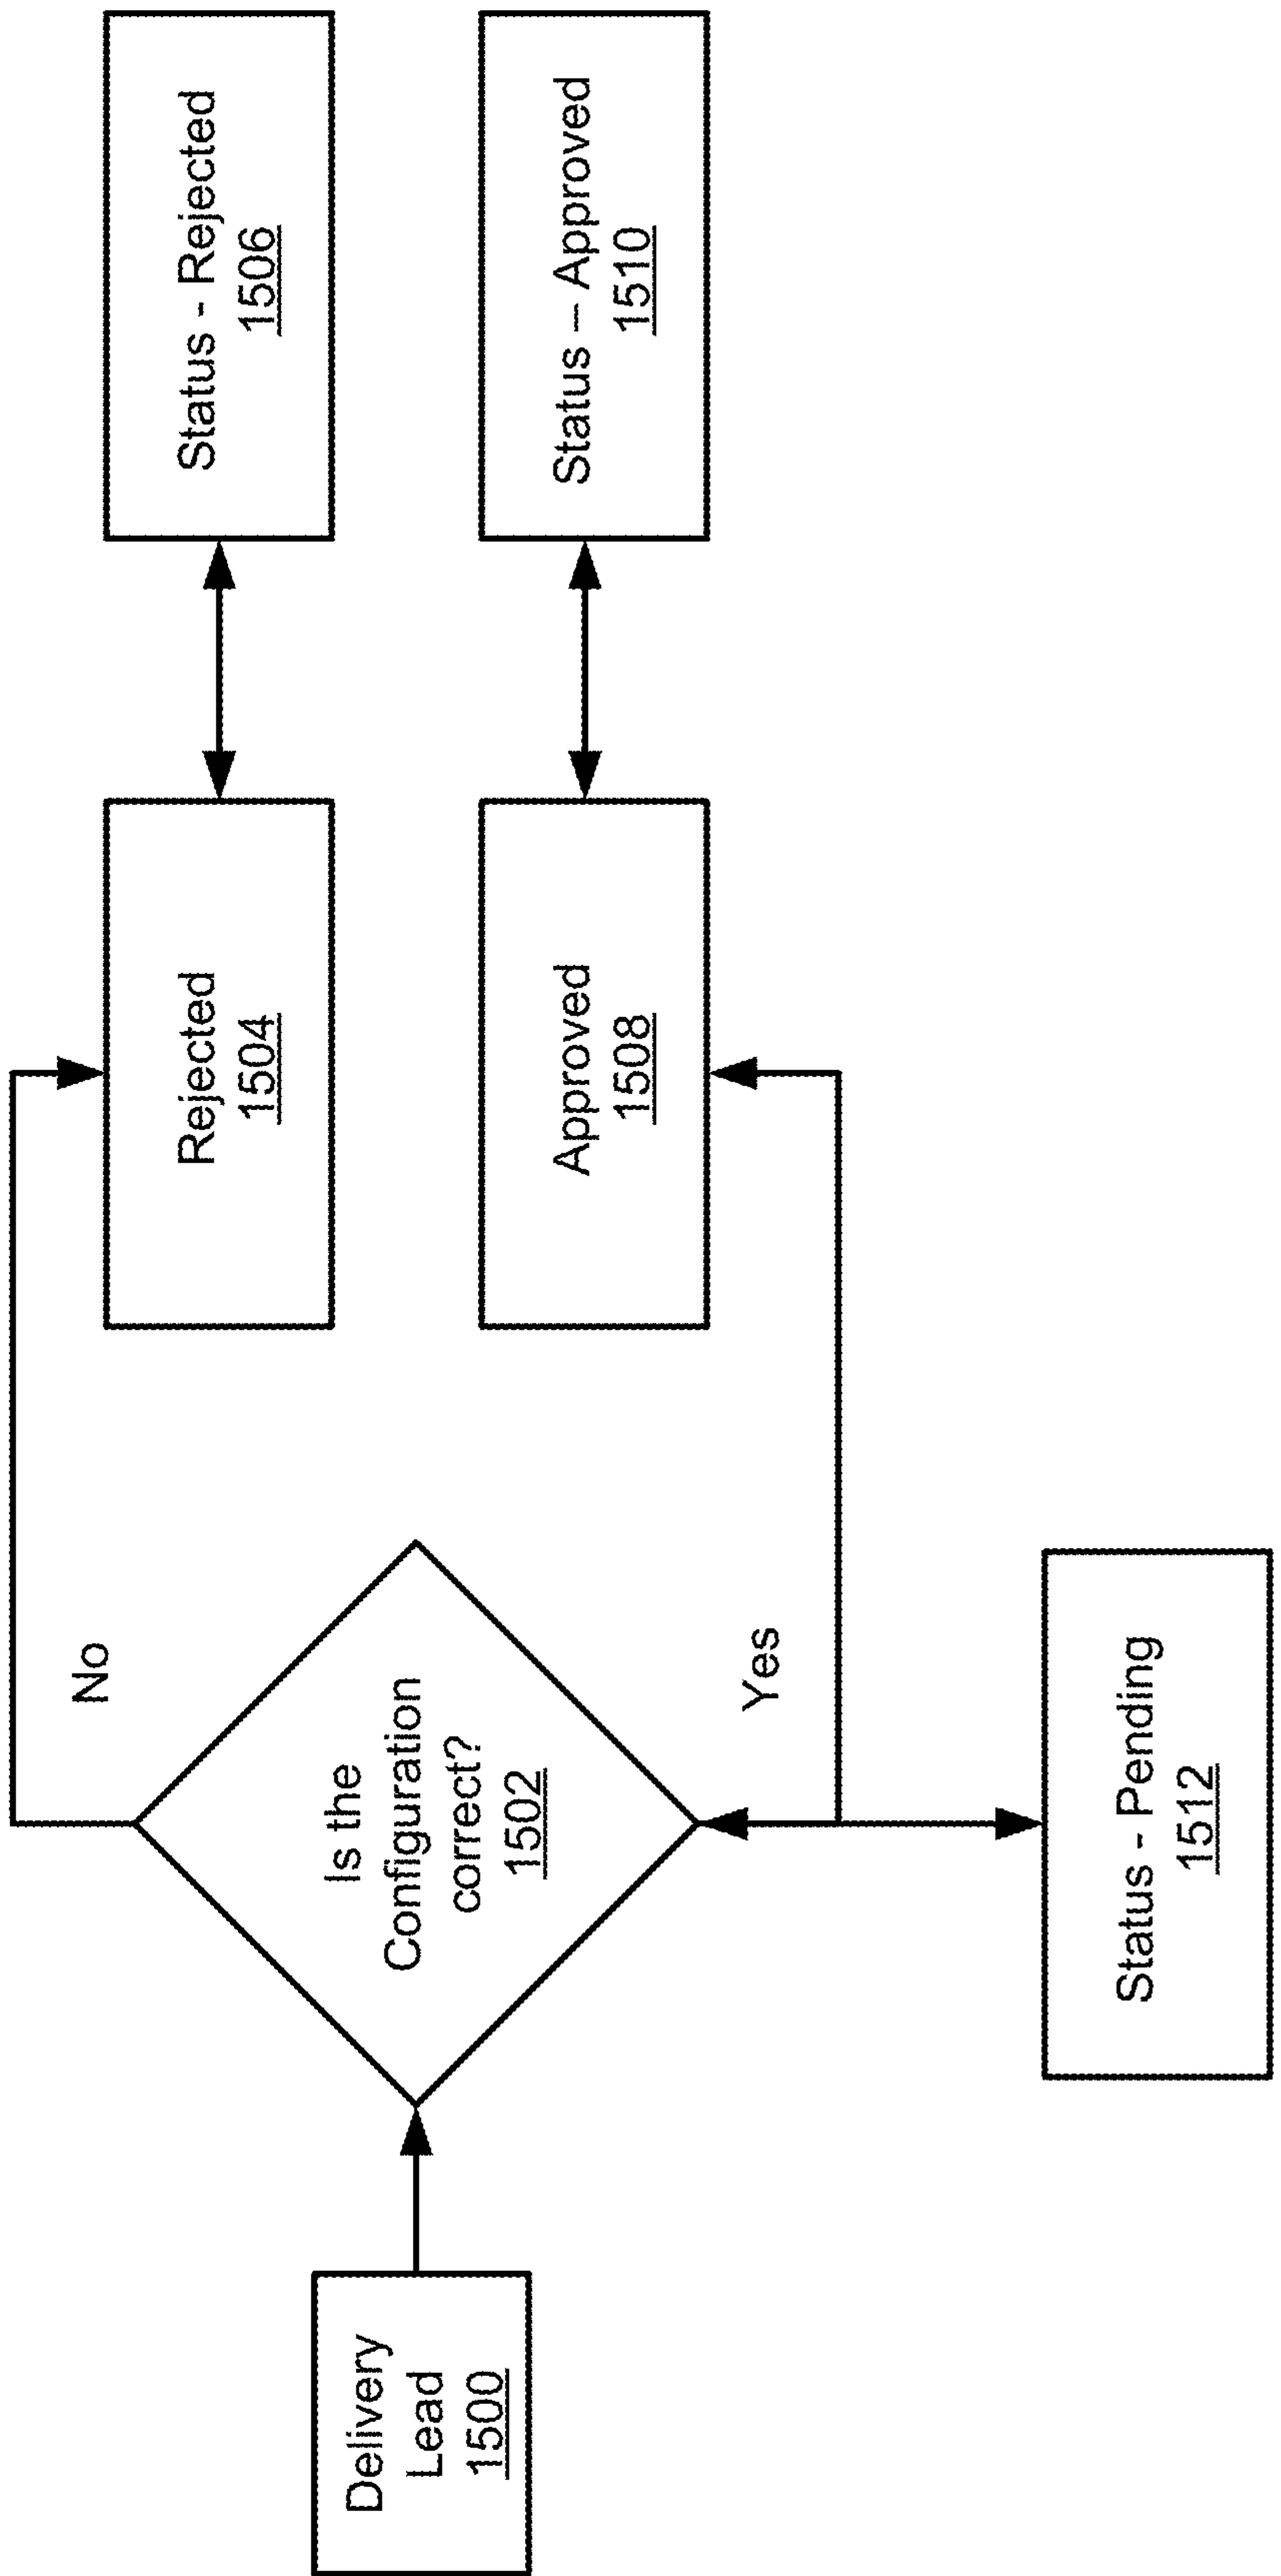 Delivery
Lead
1500
Is the
Configuration
correct?
1502
No
Yes
Rejected
1504
Status - Rejected
1506
Approved
1508
Status – Approved
1510
Status - Pending
1512